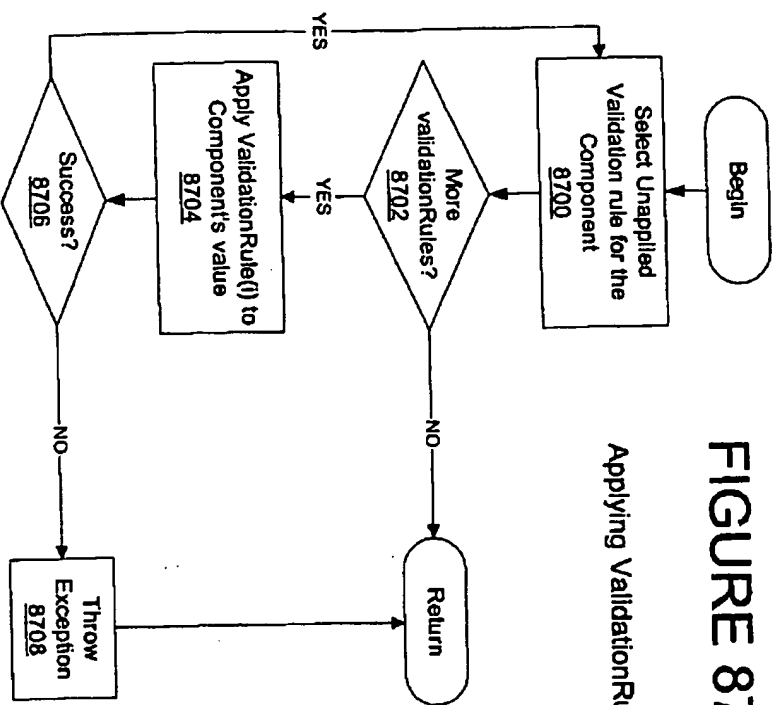 FIGURE 87
Applying ValidationRu
Begin
Select Unapplied
Validation rule for the
Component
8700
More
validationRules?
8702
YES
NO
Apply ValidationRule(i) to
Component's value
8704
Success?
8706
YES
NO
Throw
Exception
8708
Return